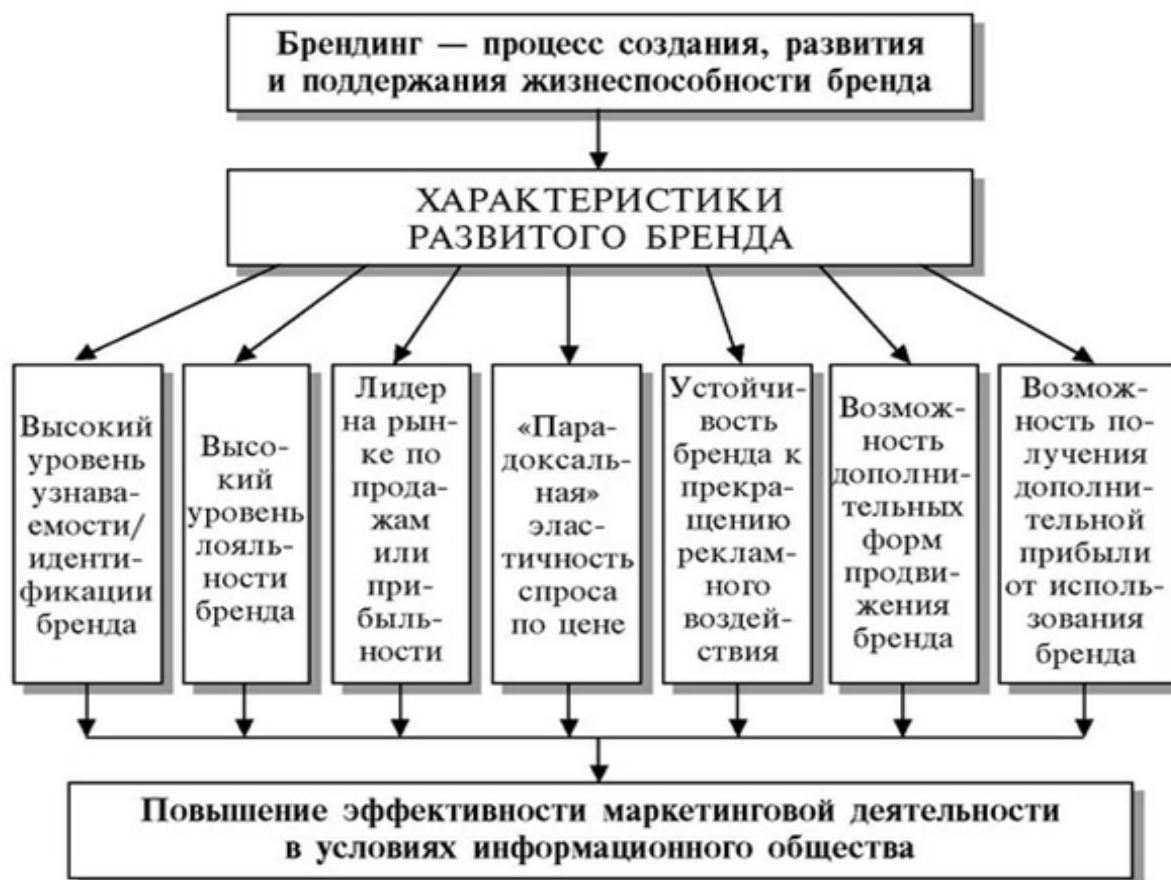 Брендинг — процесс создания, развития
и поддержания жизнеспособности бренда
ХАРАКТЕРИСТИКИ
РАЗВИТОГО БРЕНДА
Высокий
уровень
узнава-
емости/
иденти-
фикации
бренда
Высо-
кий
уровень
лояль-
ности
бренда
Лидер
на рын-
ке по
прода-
жам
или
при-
быль-
ности
«Пара-
доксаль-
ная»
элас-
тичность
спроса
по цене
Устойчи-
вость
бренда к
прекра-
щению
реклам-
ного
воздей-
ствия
Возмож-
ность
дополни-
тельных
форм
продви-
жения
бренда
Возмож-
ность по-
лучения
дополни-
тельной
прибыли
от исполь-
зования
бренда
Повышение эффективности маркетинговой деятельности
в условиях информационного общества